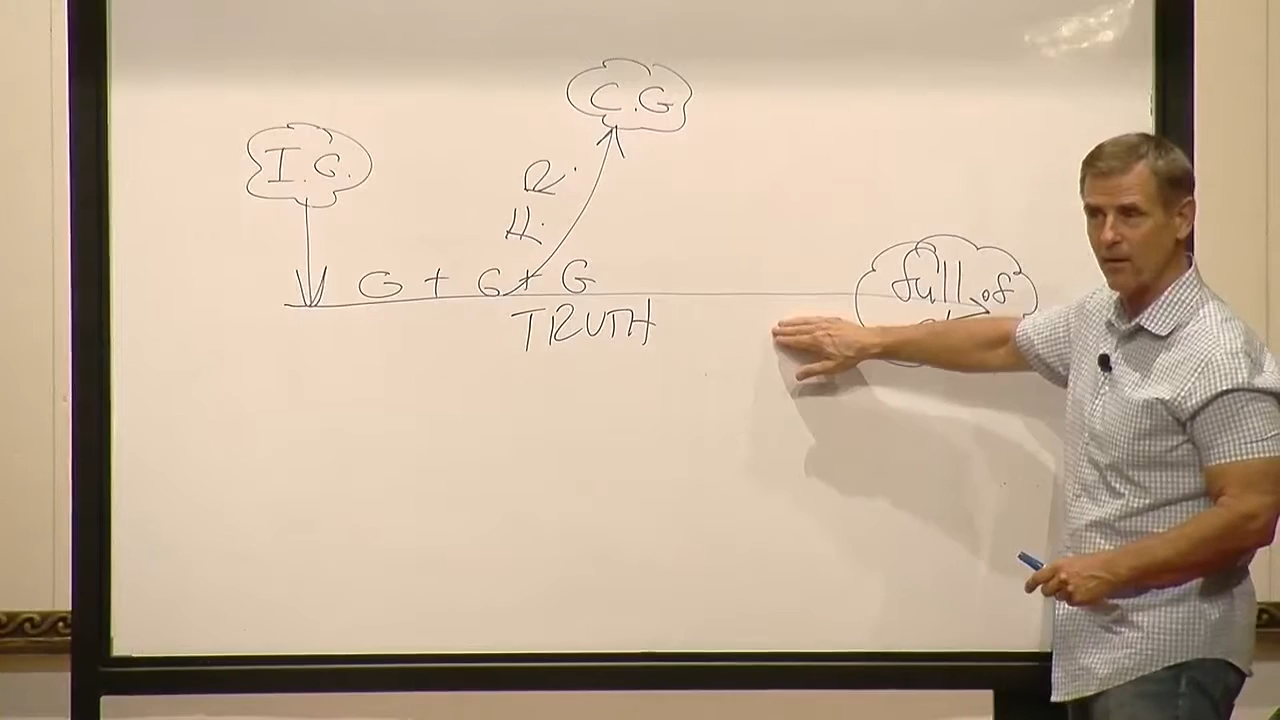 C.G
I.G.
R.
H.
G + G + G
TRUTH
full of